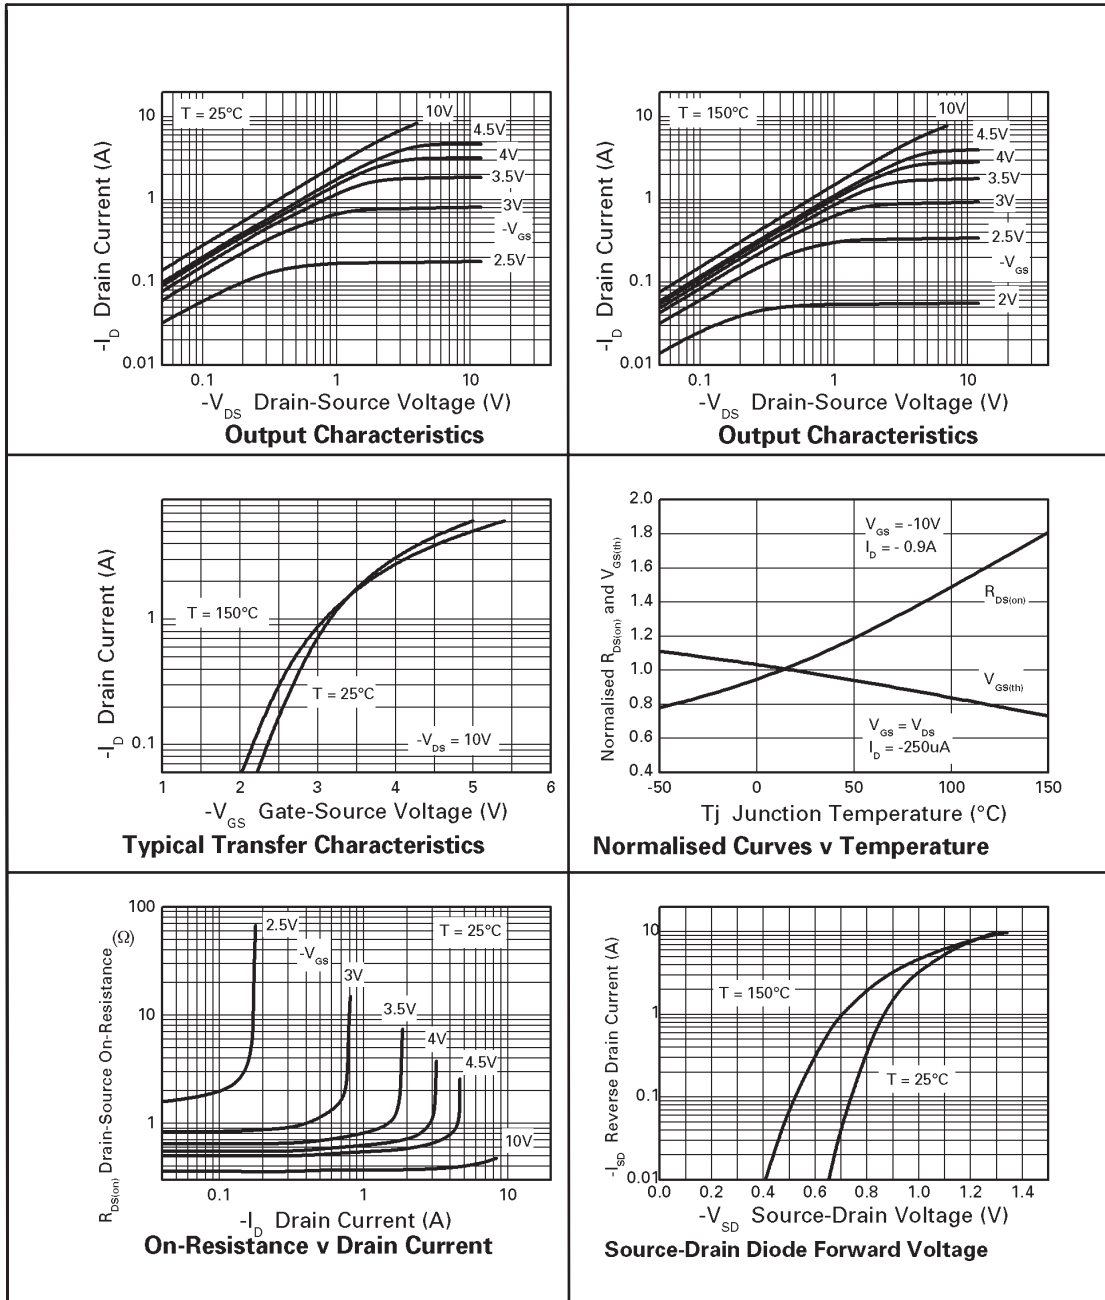 T = 25°C
10V
4.5V
4V
3.5V
3V
-VGS
2.5V
10
1
0.1
0.01
0.1 1 10
-ID Drain Current (A)
-VDS Drain-Source Voltage (V)
Output Characteristics
T = 150°C
10V
4.5V
4V
3.5V
3V
2.5V
-VGS
2V
10
1
0.1
0.01
0.1 1 10
-ID Drain Current (A)
-VDS Drain-Source Voltage (V)
Output Characteristics
T = 150°C
T = 25°C
-VDS = 10V
1
0.1
1 2 3 4 5 6
-ID Drain Current (A)
-VGS Gate-Source Voltage (V)
Typical Transfer Characteristics
2.0
1.8
1.6
1.4
1.2
1.0
0.8
0.6
0.4
VGS = -10V
ID = - 0.9A
RDS(on)
VGS(th)
VGS = VDS
ID = -250uA
-50 0 50 100 150
Normalised RDS(on) and VGS(th)
Tj Junction Temperature (°C)
Normalised Curves v Temperature
100
10
1
2.5V
T = 25°C
-VGS
3V
3.5V
4V
4.5V
10V
0.1 1 10
RDS(on) Drain-Source On-Resistance (Ω)
-ID Drain Current (A)
On-Resistance v Drain Current
10
1
0.1
0.01
T = 150°C
T = 25°C
0.0 0.2 0.4 0.6 0.8 1.0 1.2 1.4
-ISD Reverse Drain Current (A)
-VSD Source-Drain Voltage (V)
Source-Drain Diode Forward Voltage